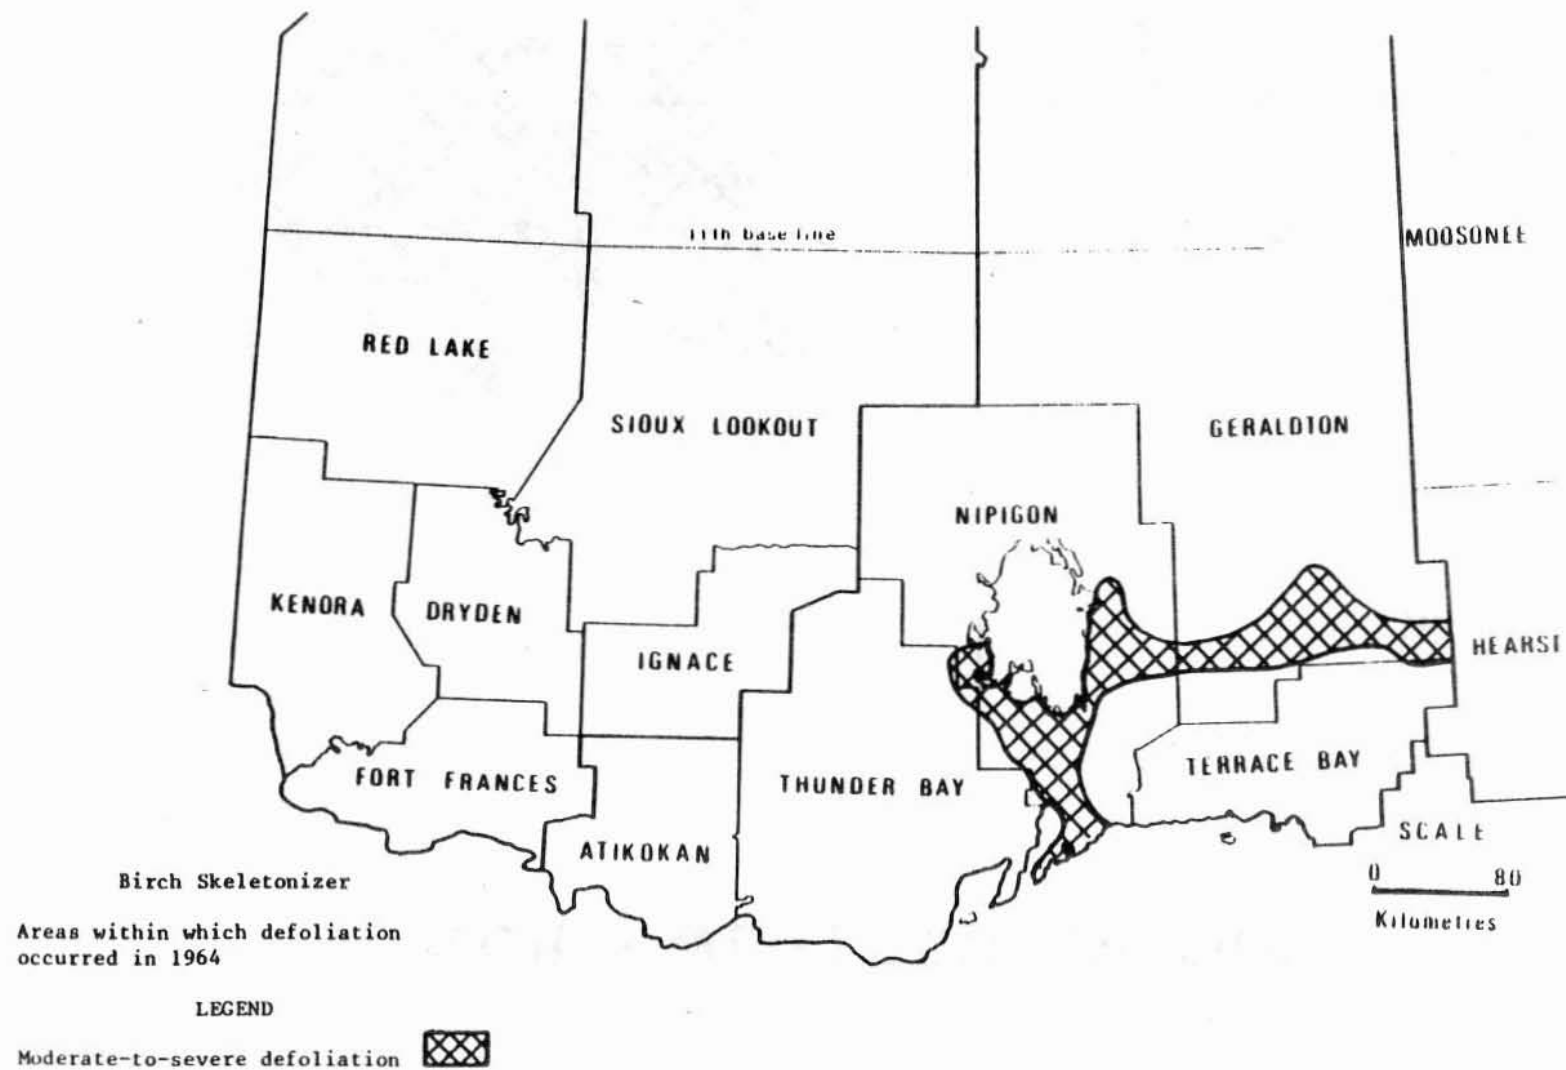 11th base line
MOOSONEE
RED LAKE
SIOUX LOOKOUT
GERALDTON
NIPIGON
KENORA
DRYDEN
IGNACE
HEARST
FORT FRANCES
THUNDER BAY
TERRACE BAY
ATIKOKAN
SCALE
0 80
Kilometres
Birch Skeletonizer
Areas within which defoliation
occurred in 1964
LEGEND
Moderate-to-severe defoliation